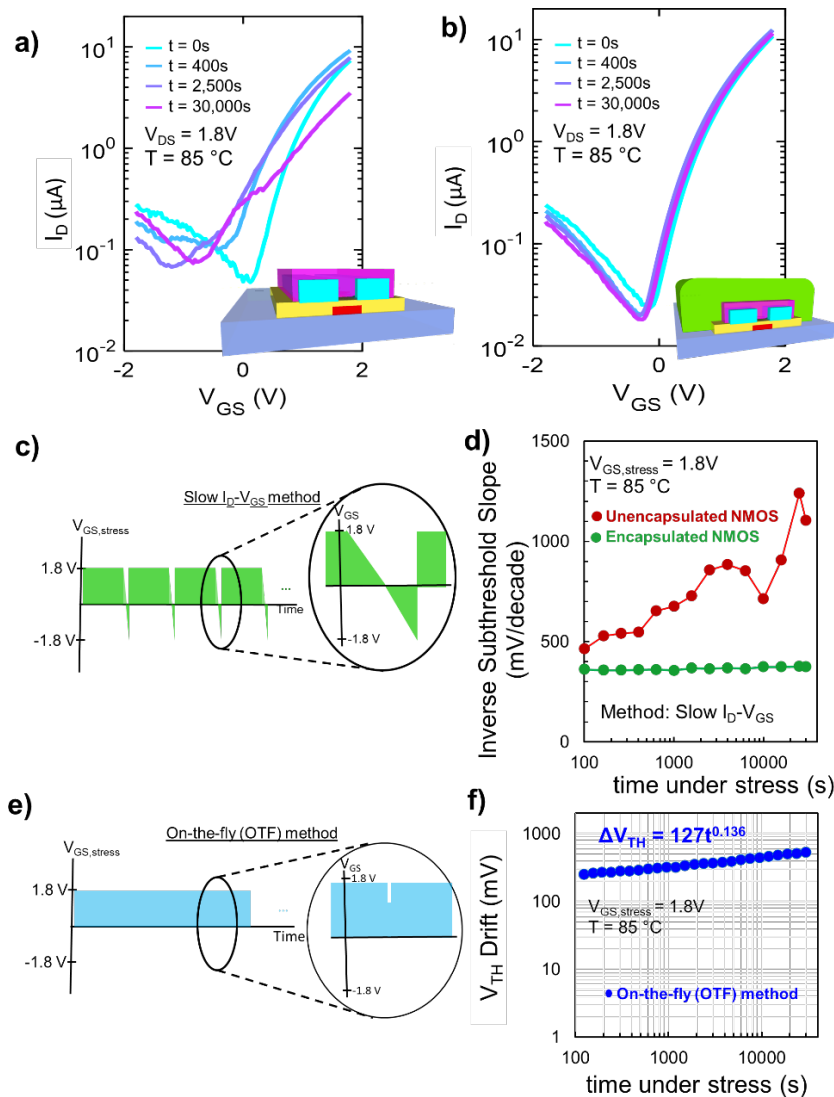 a)
t = 0s
t = 400s
t = 2,500s
t = 30,000s
V_DS = 1.8V
T = 85 °C
10^1
10^0
10^-1
10^-2
I_D (µA)
-2
0
2
V_GS (V)
b)
t = 0s
t = 400s
t = 2,500s
t = 30,000s
V_DS = 1.8V
T = 85 °C
10^1
10^0
10^-1
10^-2
I_D (µA)
-2
0
2
V_GS (V)
c)
Slow I_D-V_GS method
V_GS,stress
1.8 V
-1.8 V
...
Time
V_GS
1.8 V
-1.8 V
d)
1500
1000
500
0
Inverse Subthreshold Slope
(mV/decade)
V_GS,stress = 1.8V
T = 85 °C
Unencapsulated NMOS
Encapsulated NMOS
Method: Slow I_D-V_GS
100
1000
10000
time under stress (s)
e)
On-the-fly (OTF) method
V_GS,stress
1.8 V
-1.8 V
...
Time
V_GS
1.8 V
-1.8 V
f)
1000
100
10
1
V_TH Drift (mV)
ΔV_TH = 127t^0.136
V_GS,stress = 1.8V
T = 85 °C
On-the-fly (OTF) method
100
1000
10000
time under stress (s)